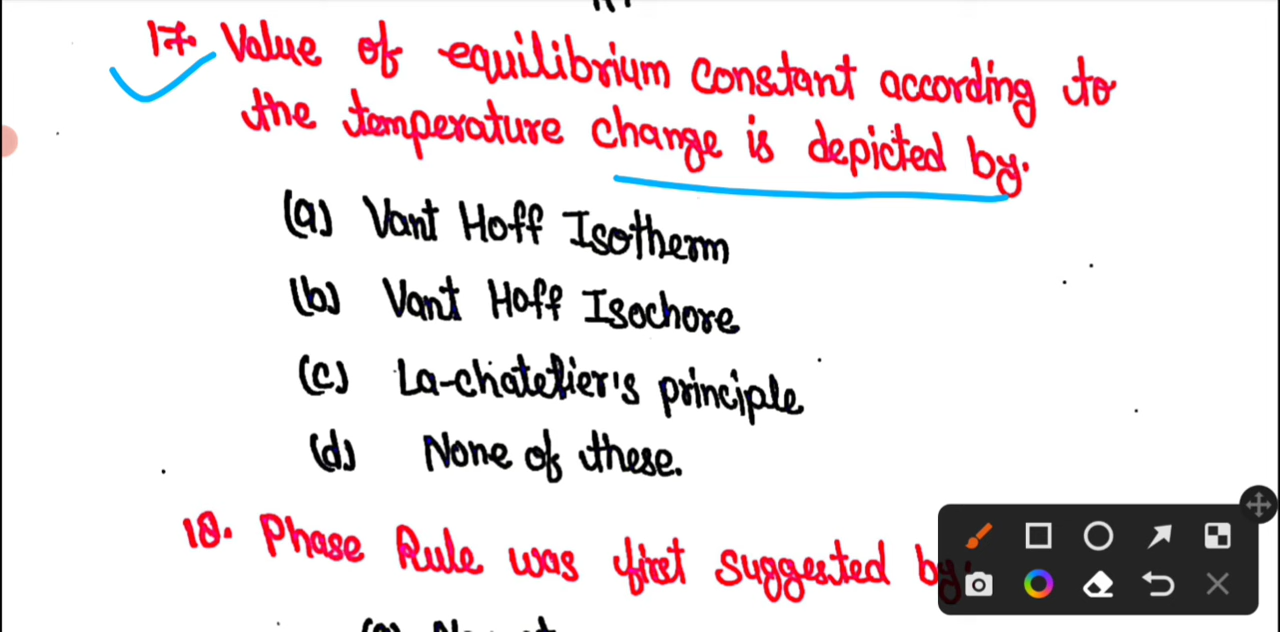 17. Value of equilibrium constant according to
the temperature change is depicted by.
(a) Vant Hoff Isotherm
(b) Vant Hoff Isochore
(c) La-chatelier's principle
(d) None of these.
18. Phase Rule was first suggested by.
(a)